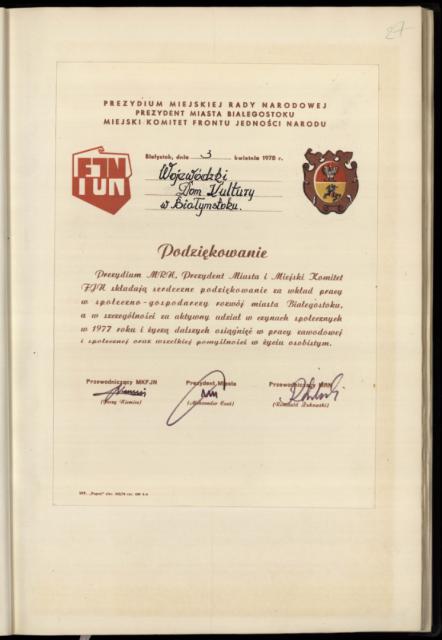 27
PREZYDIUM MIEJSKIEJ RADY NARODOWEJ
PREZYDENT MIASTA BIAŁEGOSTOKU
MIEJSKI KOMITET FRONTU JEDNOŚCI NARODU
FJN
Białystok, dnia 3 kwietnia 1978 r.
Wojewódzki
Dom Kultury
w Białymstoku.
Podziękowanie
Prezydium MRN, Prezydent Miasta i Miejski Komitet
FJN składają serdeczne podziękowanie za wkład pracy
w społeczno-gospodarczy rozwój miasta Białegostoku,
a w szczególności za aktywny udział w czynach społecznych
w 1977 roku i życzą dalszych osiągnięć w pracy zawodowej
i społecznej oraz wszelkiej pomyślności w życiu osobistym.
Przewodniczący MKFJN Prezydent Miasta Przewodniczący MRN
(Jerzy (Aleksander (Romuald